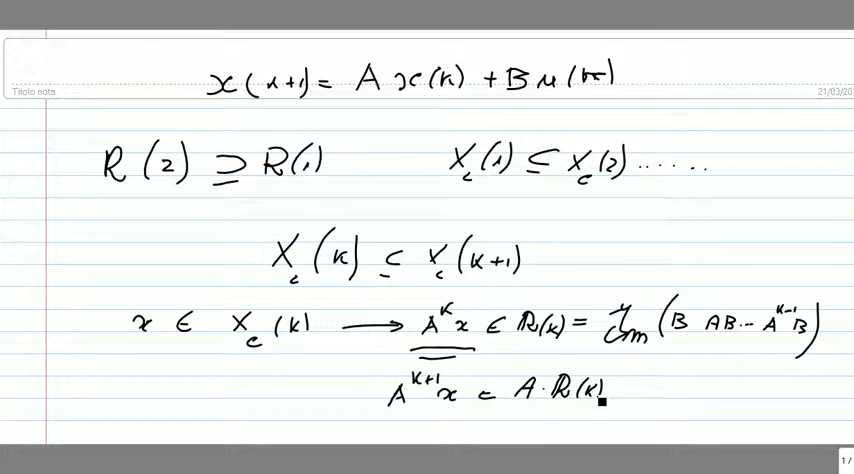 x(k+1) = A x(k) + B u(k)
Titolo nota
21/03/20
R(2) ⊇ R(1) X_c(1) ⊆ X_c(2) ......
X_c(k) ⊆ X_c(k+1)
x ∈ X_c(k) ⟶ A^k x ∈ R(k) = Im (B AB... A^{k-1}B)
A^{k+1}x ∈ A·R(k)
1 /